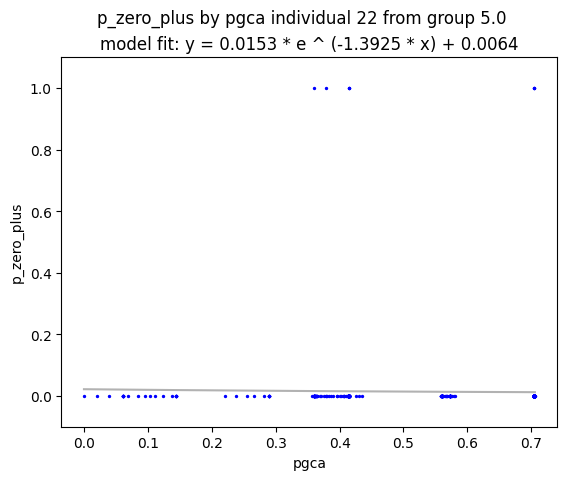 p_zero_plus by pgca individual 22 from group 5.0
model fit: y = 0.0153 * e ^ (-1.3925 * x) + 0.0064
1.0
0.8
0.6
0.4
0.2
0.0
p_zero_plus
0.0 0.1 0.2 0.3 0.4 0.5 0.6 0.7
pgca